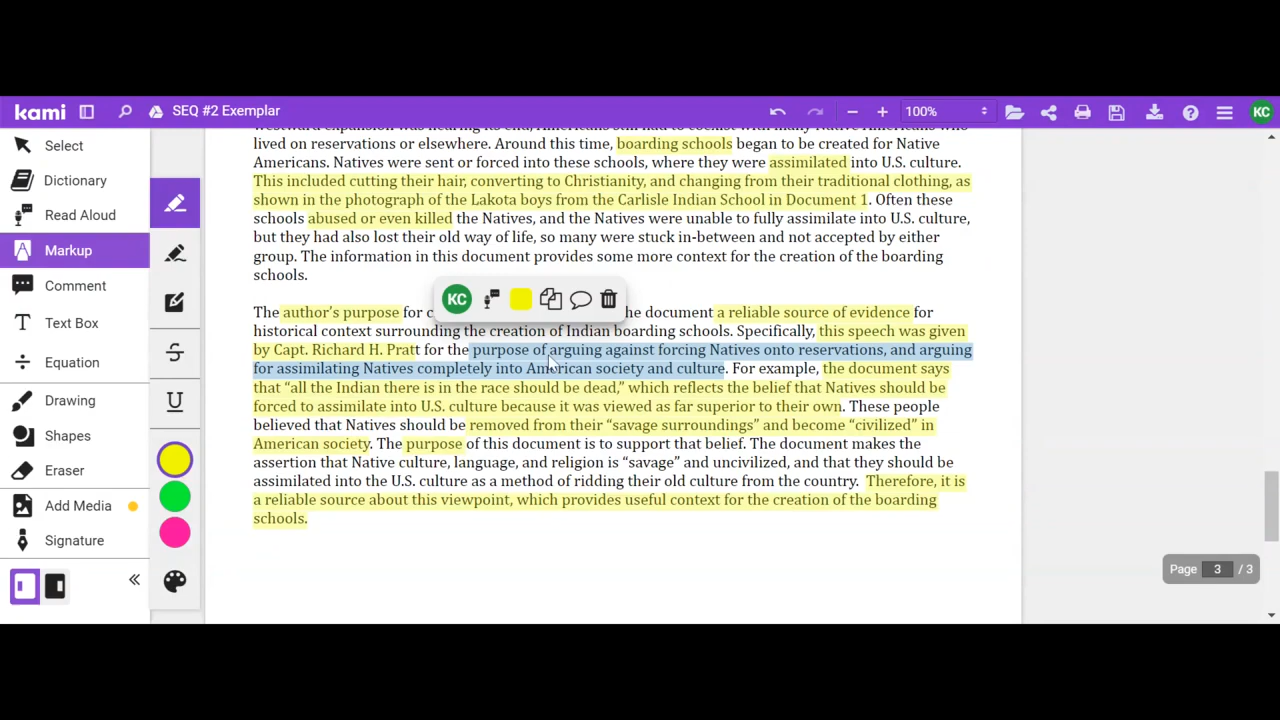 kami
SEQ #2 Exemplar
100%
KC
Select
Dictionary
Read Aloud
Markup
Comment
Text Box
Equation
Drawing
Shapes
Eraser
Add Media
Signature
lived on reservations or elsewhere. Around this time, boarding schools began to be created for Native
Americans. Natives were sent or forced into these schools, where they were assimilated into U.S. culture.
This included cutting their hair, converting to Christianity, and changing from their traditional clothing, as
shown in the photograph of the Lakota boys from the Carlisle Indian School in Document 1. Often these
schools abused or even killed the Natives, and the Natives were unable to fully assimilate into U.S. culture,
but they had also lost their old way of life, so many were stuck in-between and not accepted by either
group. The information in this document provides some more context for the creation of the boarding
schools.
KC
The author's purpose for the document a reliable source of evidence for
historical context surrounding the creation of Indian boarding schools. Specifically, this speech was given
by Capt. Richard H. Pratt for the purpose of arguing against forcing Natives onto reservations, and arguing
for assimilating Natives completely into American society and culture. For example, the document says
that “all the Indian there is in the race should be dead,” which reflects the belief that Natives should be
forced to assimilate into U.S. culture because it was viewed as far superior to their own. These people
believed that Natives should be removed from their “savage surroundings” and become “civilized” in
American society. The purpose of this document is to support that belief. The document makes the
assertion that Native culture, language, and religion is “savage” and uncivilized, and that they should be
assimilated into the U.S. culture as a method of ridding their old culture from the country. Therefore, it is
a reliable source about this viewpoint, which provides useful context for the creation of the boarding
schools.
Page 3 / 3